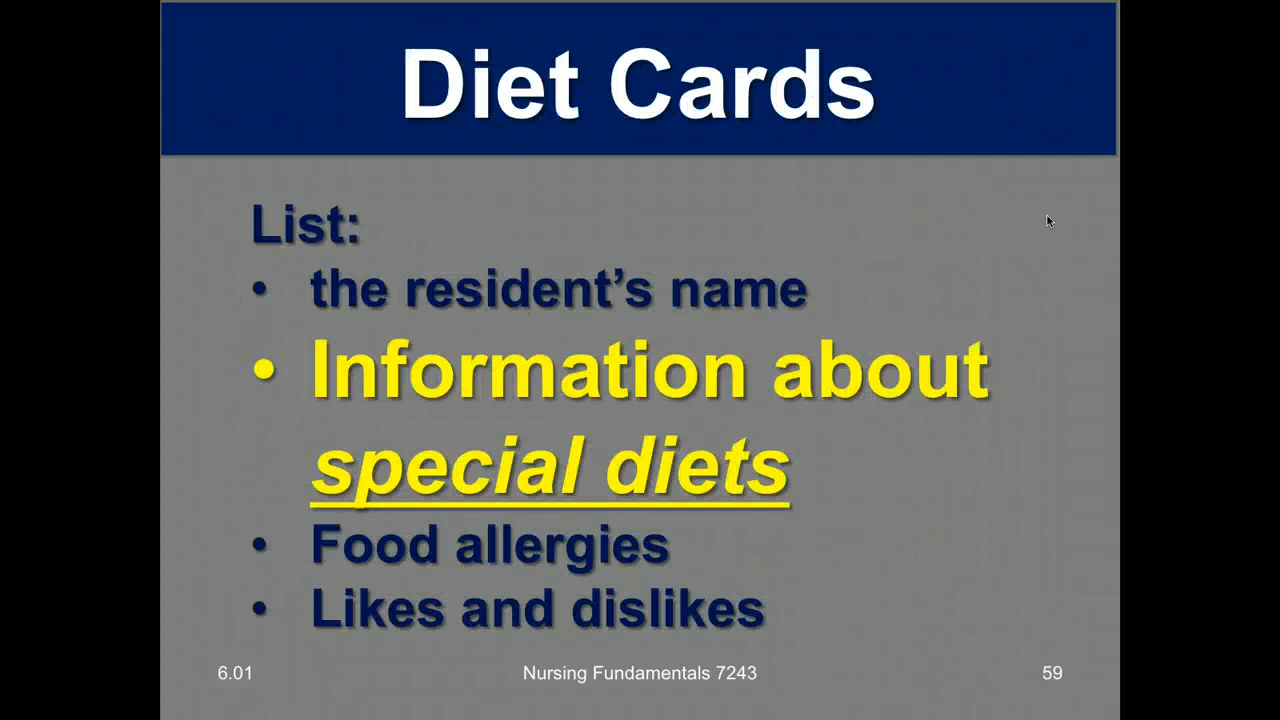 Diet Cards
List:
• the resident’s name
• Information about
special diets
• Food allergies
• Likes and dislikes
6.01 Nursing Fundamentals 7243 59